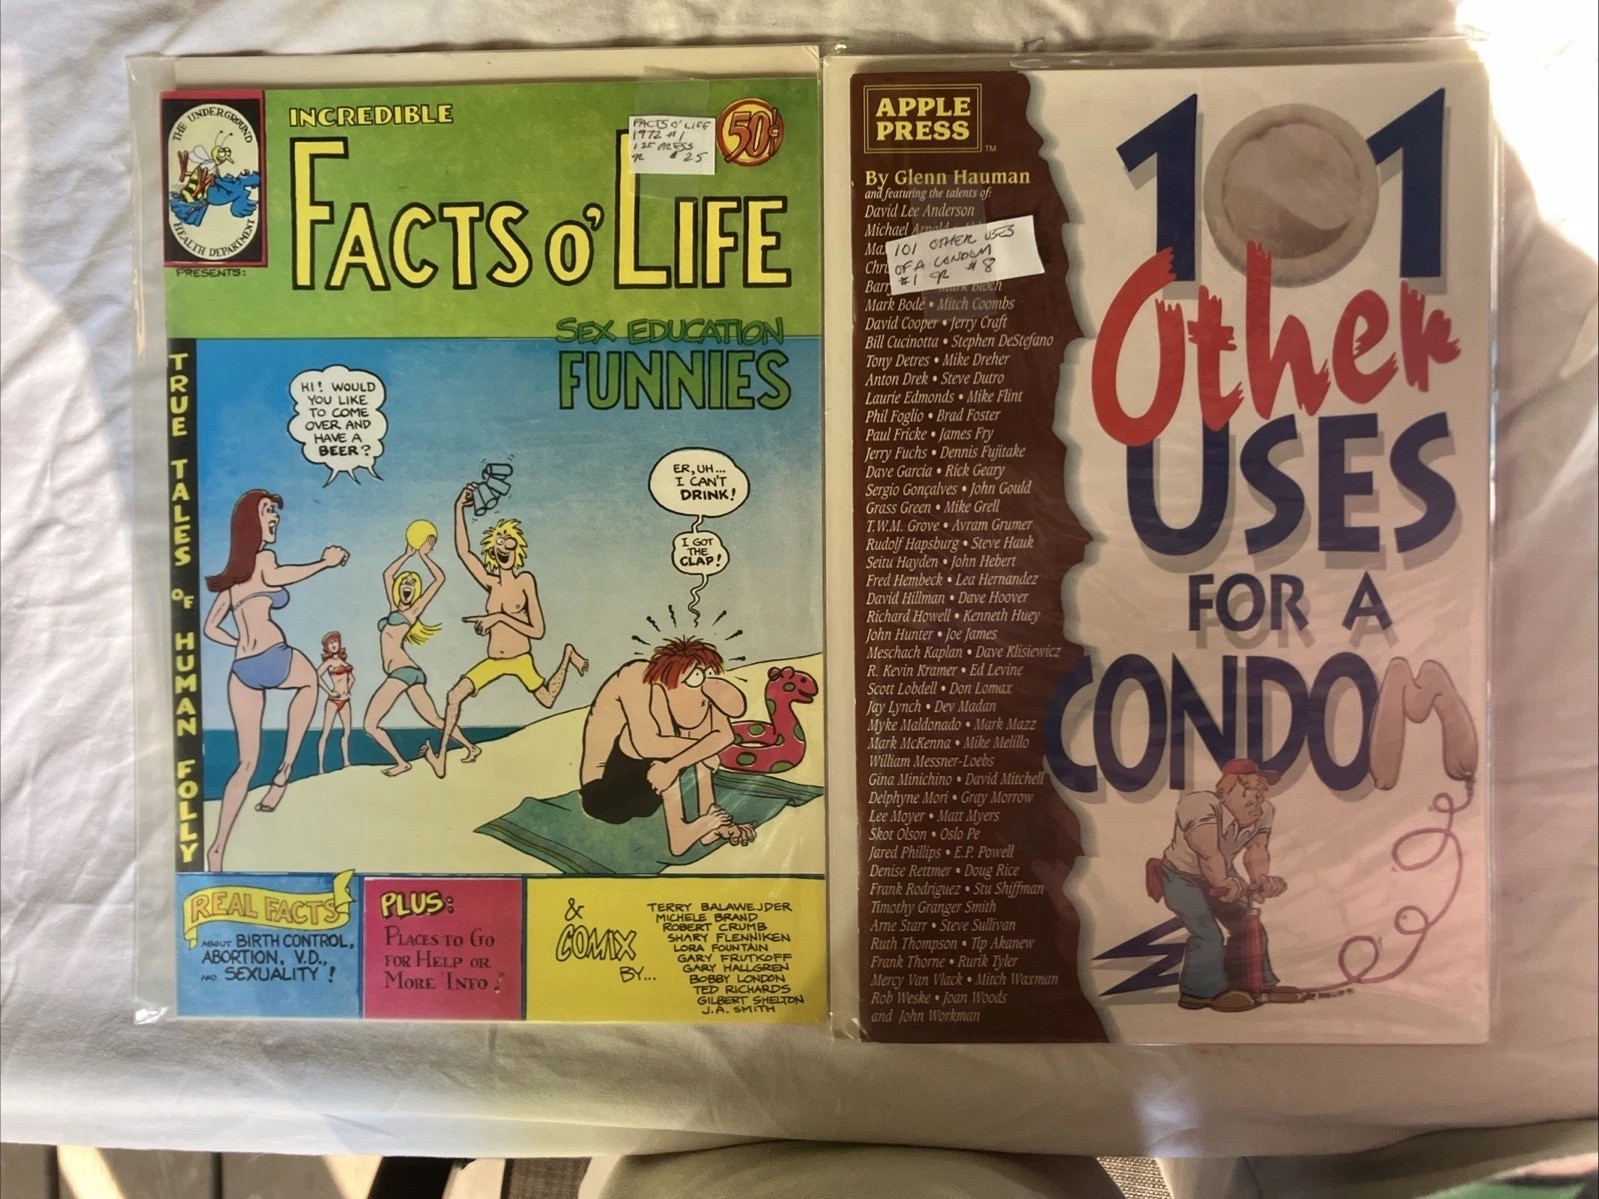 THE UNDERGROUND
HEALTH DEPARTMENT
PRESENTS:
INCREDIBLE
FACTS O' LIFE
1972 #1
1st PRESS
$25
50¢
FACTS O' LIFE
SEX EDUCATION
FUNNIES
TRUE TALES OF HUMAN FOLLY
HI! WOULD
YOU LIKE
TO COME
OVER AND
HAVE A
BEER?
ER, UH...
I CAN'T
DRINK!
I GOT
THE
CLAP!
REAL FACTS
ABOUT BIRTH CONTROL,
ABORTION, V.D.,
AND SEXUALITY!
PLUS:
PLACES TO GO
FOR HELP OR
MORE INFO!
&
COMIX
BY...
TERRY BALAWEJDER
MICHELE BRAND
ROBERT CRUMB
SHARY FLENNIKEN
LORA FOUNTAIN
GARY FRUTKOFF
GARY HALLGREN
BOBBY LONDON
TED RICHARDS
GILBERT SHELTON
J.A. SMITH
APPLE
PRESS
TM
By Glenn Hauman
and featuring the talents of:
David Lee Anderson
Michael
101 OTHER USES
OF A CONDOM
#1 8
Mark Bloch
Mark Bodé • Mitch Coombs
David Cooper • Jerry Craft
Bill Cucinotta • Stephen DeStefano
Tony Detres • Mike Dreher
Anton Drek • Steve Dutro
Laurie Edmonds • Mike Flint
Phil Foglio • Brad Foster
Paul Fricke • James Fry
Jerry Fuchs • Dennis Fujitake
Dave Garcia • Rick Geary
Sergio Gonçalves • John Gould
Grass Green • Mike Grell
T.W.M. Grove • Avram Grumer
Rudolf Hapsburg • Steve Hauk
Seitu Hayden • John Hebert
Fred Hembeck • Lea Hernandez
David Hillman • Dave Hoover
Richard Howell • Kenneth Huey
John Hunter • Joe James
Meschach Kaplan • Dave Klisiewicz
R. Kevin Kramer • Ed Levine
Scott Lobdell • Don Lomax
Jay Lynch • Dev Madan
Myke Maldonado • Mark Mazz
Mark McKenna • Mike Melillo
William Messner-Loebs
Gina Minichino • David Mitchell
Delphyne Mori • Gray Morrow
Lee Moyer • Matt Myers
Skot Olson • Oslo Pe
Jared Phillips • E.P. Powell
Denise Rettmer • Doug Rice
Frank Rodriguez • Stu Shiffman
Timothy Granger Smith
Arne Starr • Steve Sullivan
Ruth Thompson • Tip Akanew
Frank Thorne • Rurik Tyler
Mercy Van Vlack • Mitch Waxman
Rob Weske • Joan Woods
and John Workman
101
Other
USES
FOR A
CONDOM